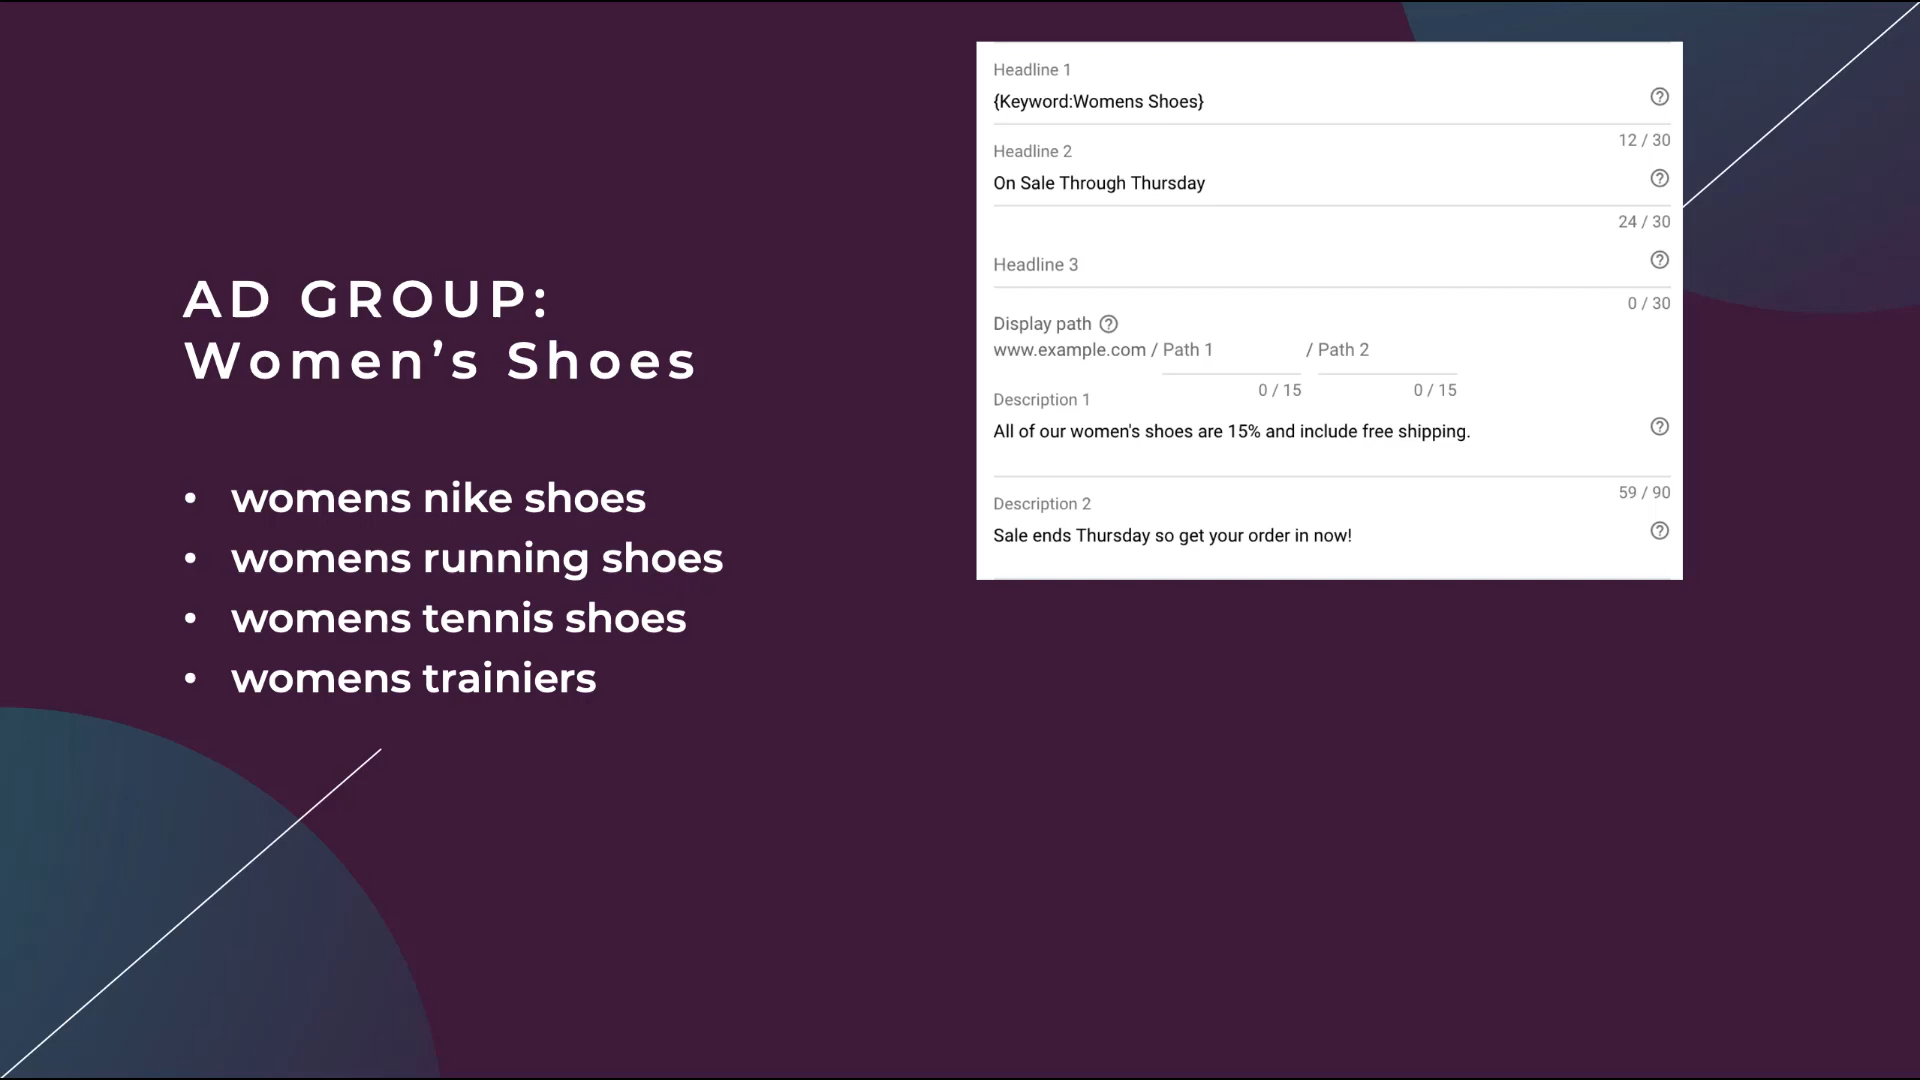 AD GROUP:
Women’s Shoes
• womens nike shoes
• womens running shoes
• womens tennis shoes
• womens trainiers
Headline 1
{Keyword:Womens Shoes}
12 / 30
Headline 2
On Sale Through Thursday
24 / 30
Headline 3
0 / 30
Display path
www.example.com / Path 1 / Path 2
0 / 15 0 / 15
Description 1
All of our women's shoes are 15% and include free shipping.
59 / 90
Description 2
Sale ends Thursday so get your order in now!